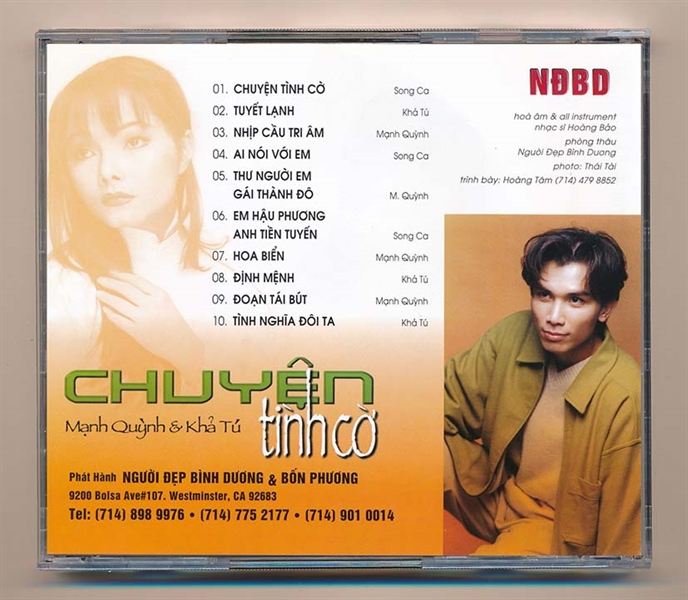 01. CHUYỆN TÌNH CỜ Song Ca
02. TUYẾT LẠNH Khả Tú
03. NHỊP CẦU TRI ÂM Mạnh Quỳnh
04. AI NÓI VỚI EM Song Ca
05. THƯ NGƯỜI EM
GÁI THÀNH ĐÔ M. Quỳnh
06. EM HẬU PHƯƠNG
ANH TIỀN TUYẾN Song Ca
07. HOA BIỂN Mạnh Quỳnh
08. ĐỊNH MỆNH Khả Tú
09. ĐOẠN TÁI BÚT Mạnh Quỳnh
10. TÌNH NGHĨA ĐÔI TA Khả Tú
NĐBD
hoà âm & all instrument
nhạc sĩ Hoàng Bảo
phòng thâu
Người Đẹp Bình Dương
photo: Thái Tài
trình bày: Hoàng Tâm (714) 479 8852
CHUYỆN
tình cờ
Mạnh Quỳnh & Khả Tú
Phát Hành NGƯỜI ĐẸP BÌNH DƯƠNG & BỐN PHƯƠNG
9200 Bolsa Ave#107. Westminster, CA 92683
Tel: (714) 898 9976 • (714) 775 2177 • (714) 901 0014